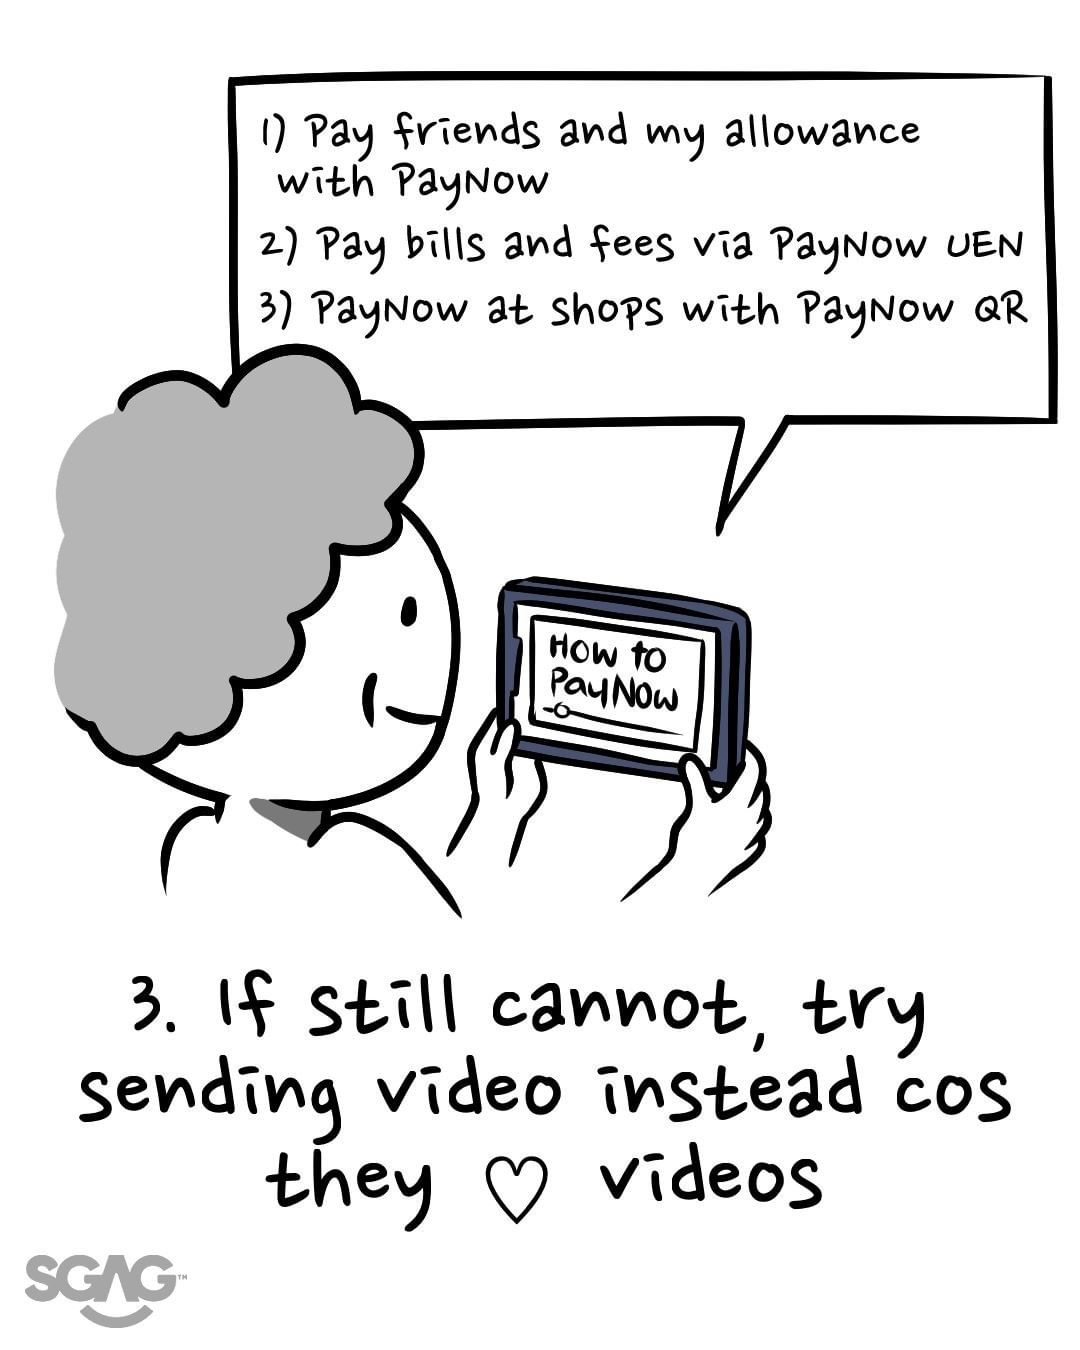 1) Pay friends and my allowance
with PayNow
2) Pay bills and fees via PayNow UEN
3) PayNow at shops with PayNow QR
How to
PayNow
3. If still cannot, try
sending video instead cos
they ♡ videos
SGAG™